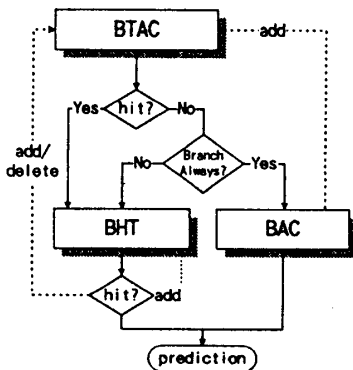 BTAC
add
Yes
hit?
No
add/
delete
Branch
Always?
No
Yes
BHT
BAC
hit?
add
prediction